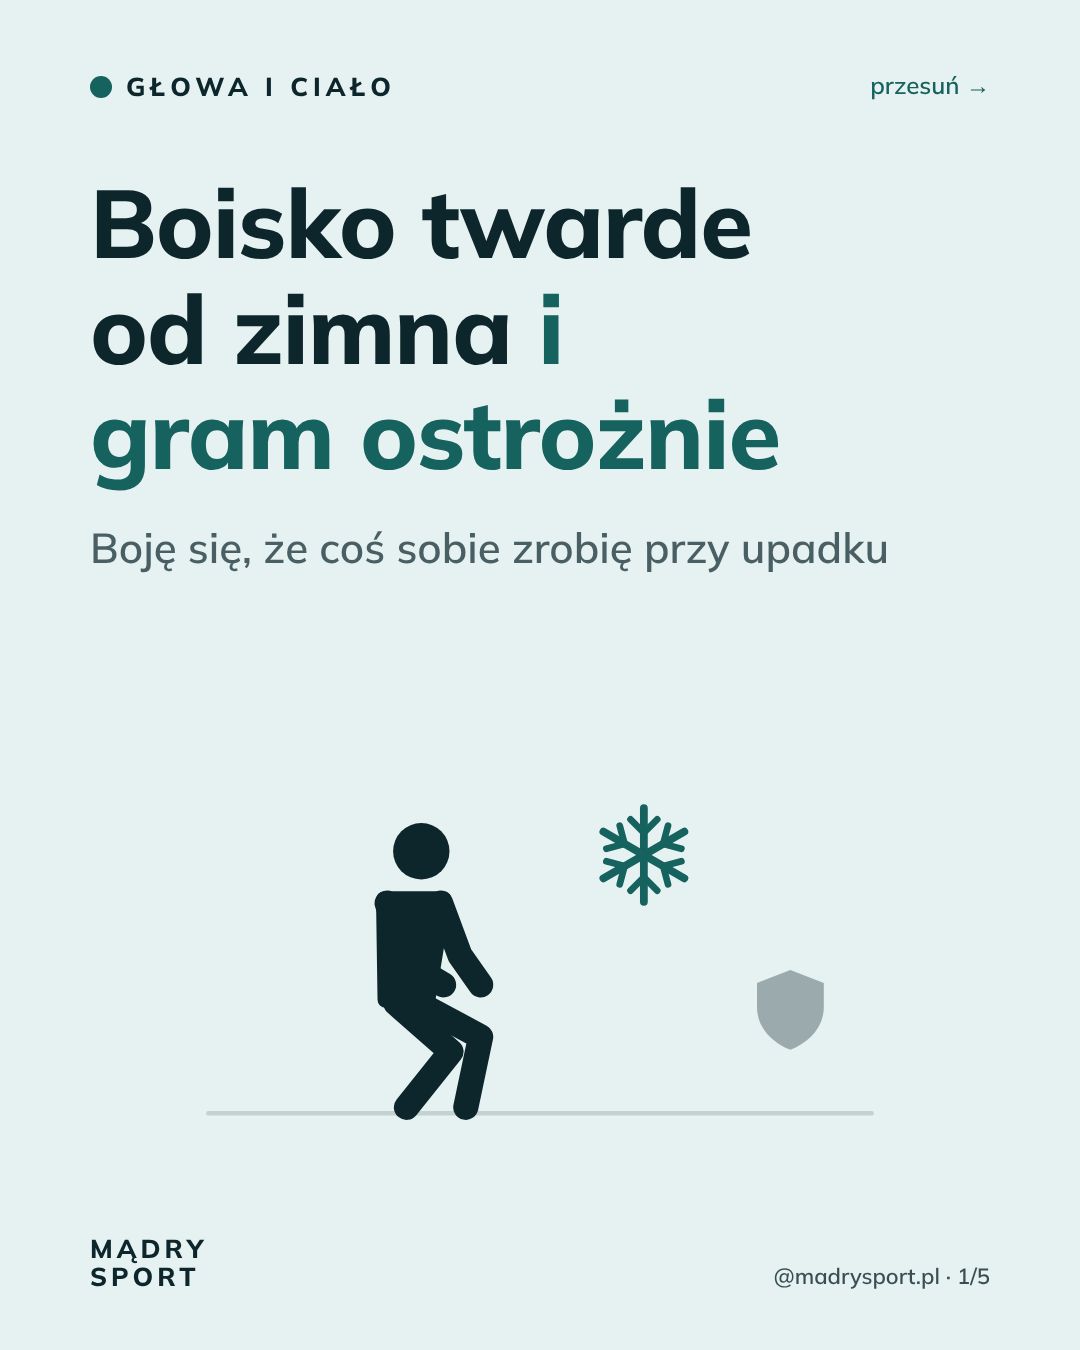 GŁOWA I CIAŁO
przesuń →
Boisko twarde
od zimna i
gram ostrożnie
Boję się, że coś sobie zrobię przy upadku
MĄDRY
SPORT
@madrysport.pl · 1/5